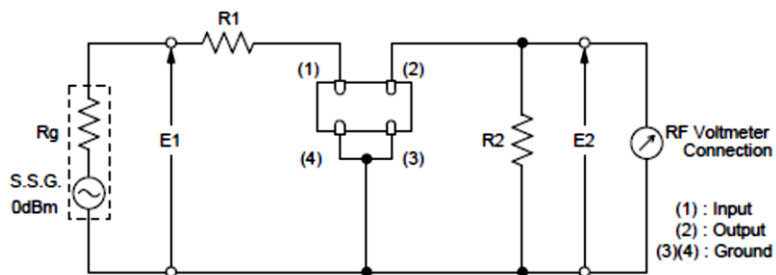 R1
(1)
(2)
Rg
E1
R2
E2
RF Voltmeter
Connection
(4)
(3)
S.S.G.
0dBm
(1) : Input
(2) : Output
(3)(4) : Ground